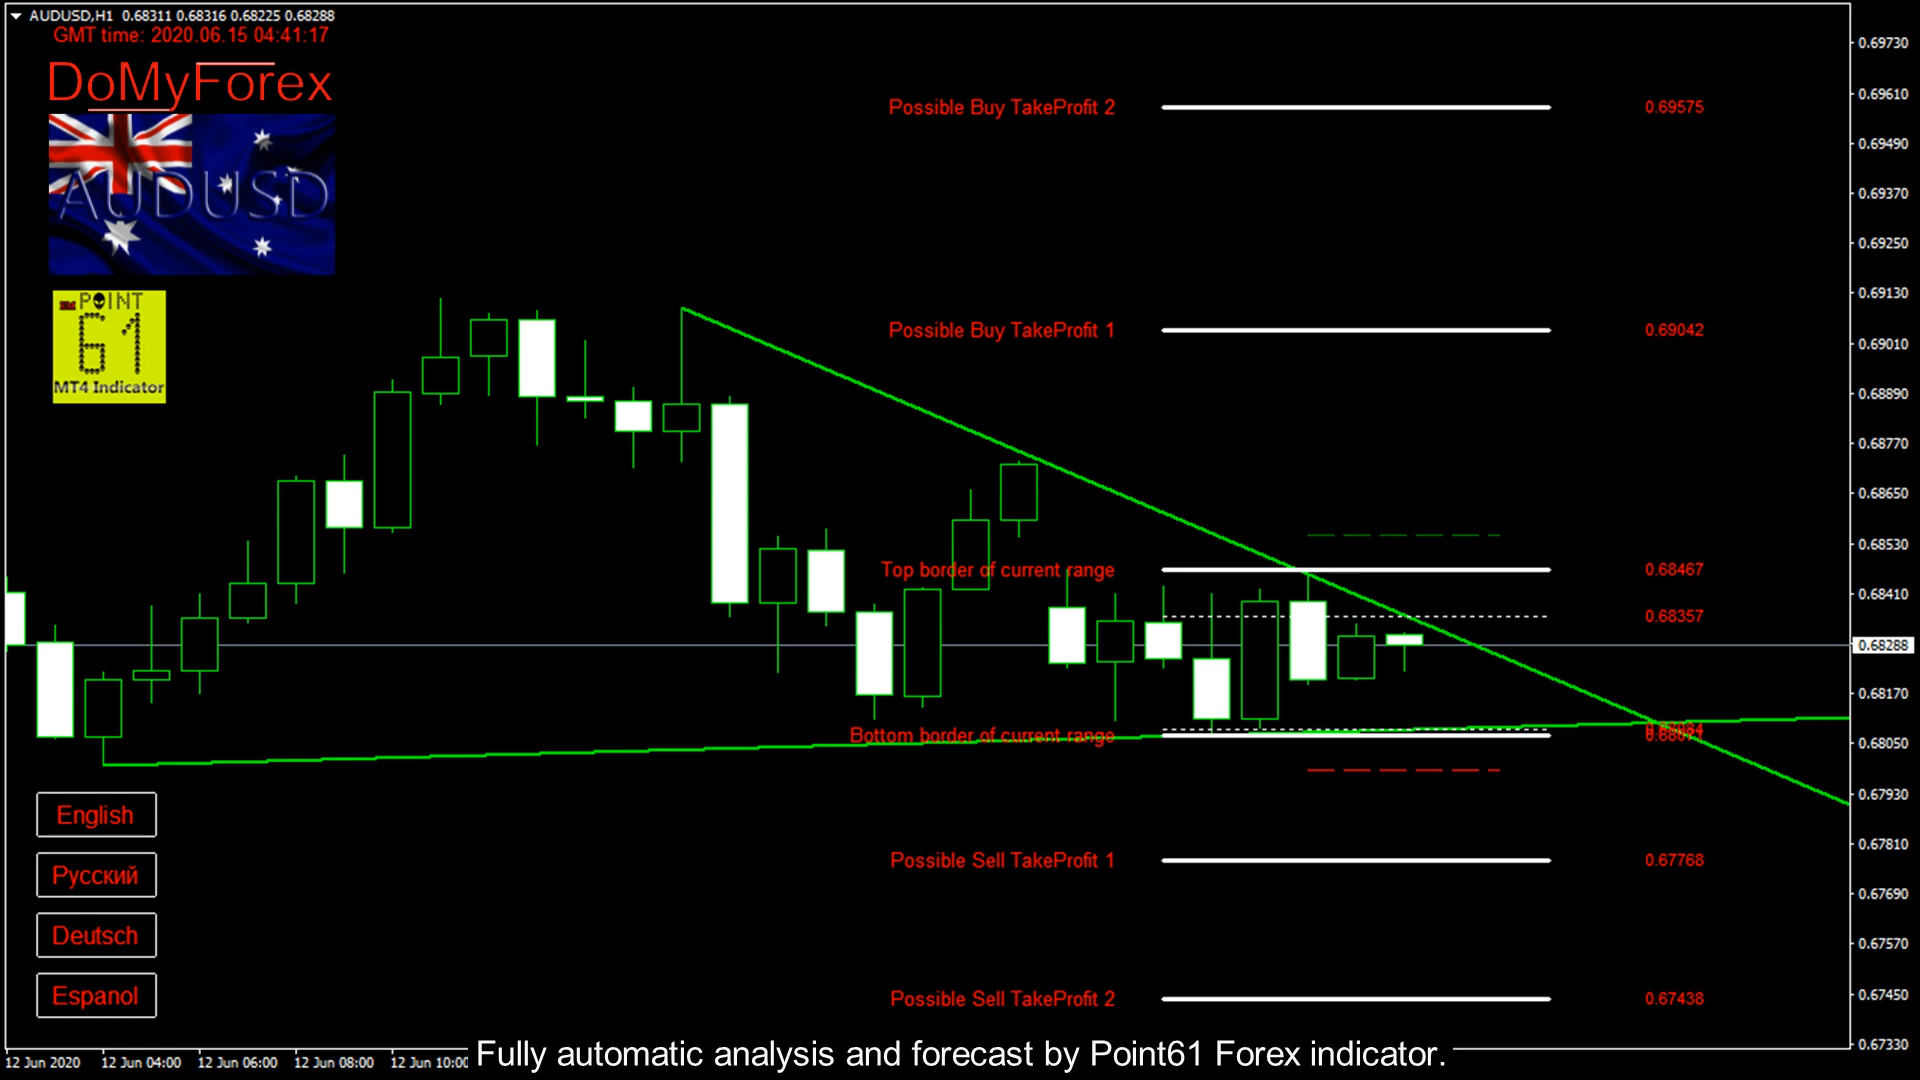 AUDUSD,H1 0.68311 0.68316 0.68225 0.68288
GMT time: 2020.06.15 04:41:17
DoMyForex
AUDUSD
POINT
61
MT4 Indicator
Possible Buy TakeProfit 2
0.69575
Possible Buy TakeProfit 1
0.69042
Top border of current range
0.68467
0.68357
Bottom border of current range
Possible Sell TakeProfit 1
0.67768
Possible Sell TakeProfit 2
0.67438
0.69730
0.69610
0.69490
0.69370
0.69250
0.69130
0.69010
0.68890
0.68770
0.68650
0.68530
0.68410
0.68288
0.68170
0.68050
0.67930
0.67810
0.67690
0.67570
0.67450
0.67330
English
Русский
Deutsch
Espanol
12 Jun 2020 12 Jun 04:00 12 Jun 06:00 12 Jun 08:00 12 Jun 10:00
Fully automatic analysis and forecast by Point61 Forex indicator.